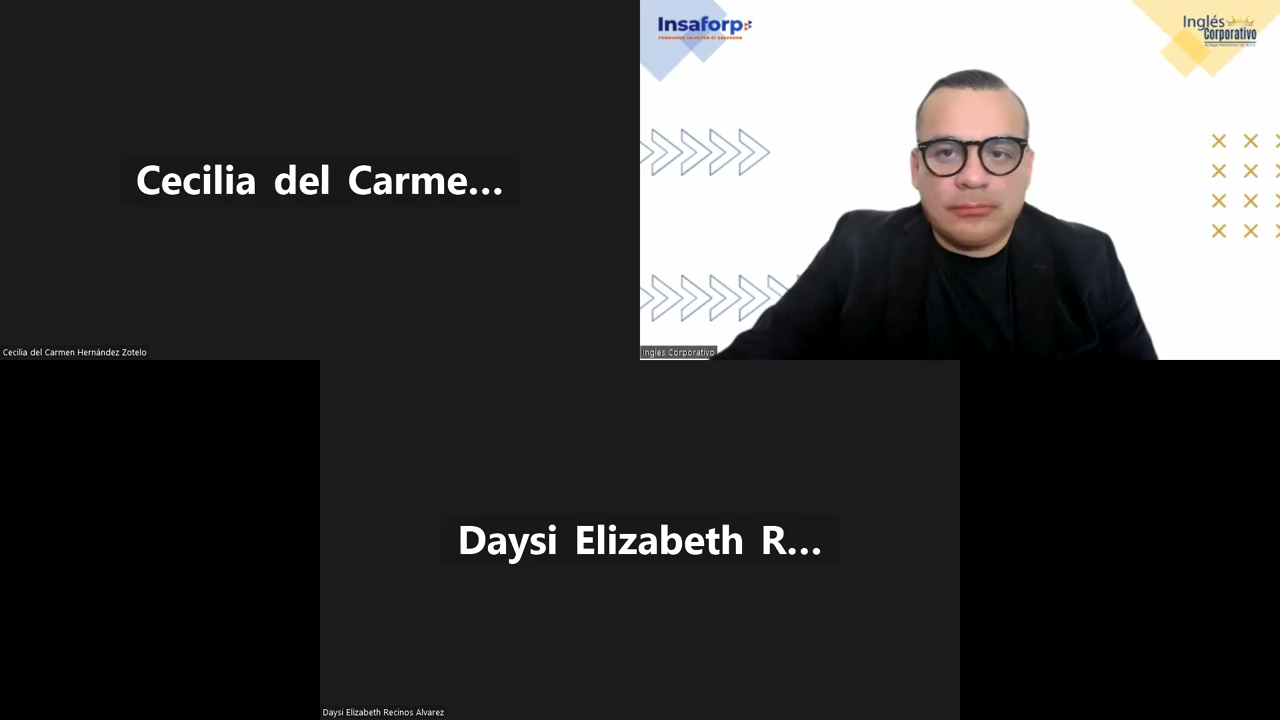 Cecilia del Carme...
Cecilia del Carmen Hernández Zotelo
Insaforp
Inglés
Corporativo
Ingles Corporativo
Daysi Elizabeth R...
Daysi Elizabeth Recinos Alvarez